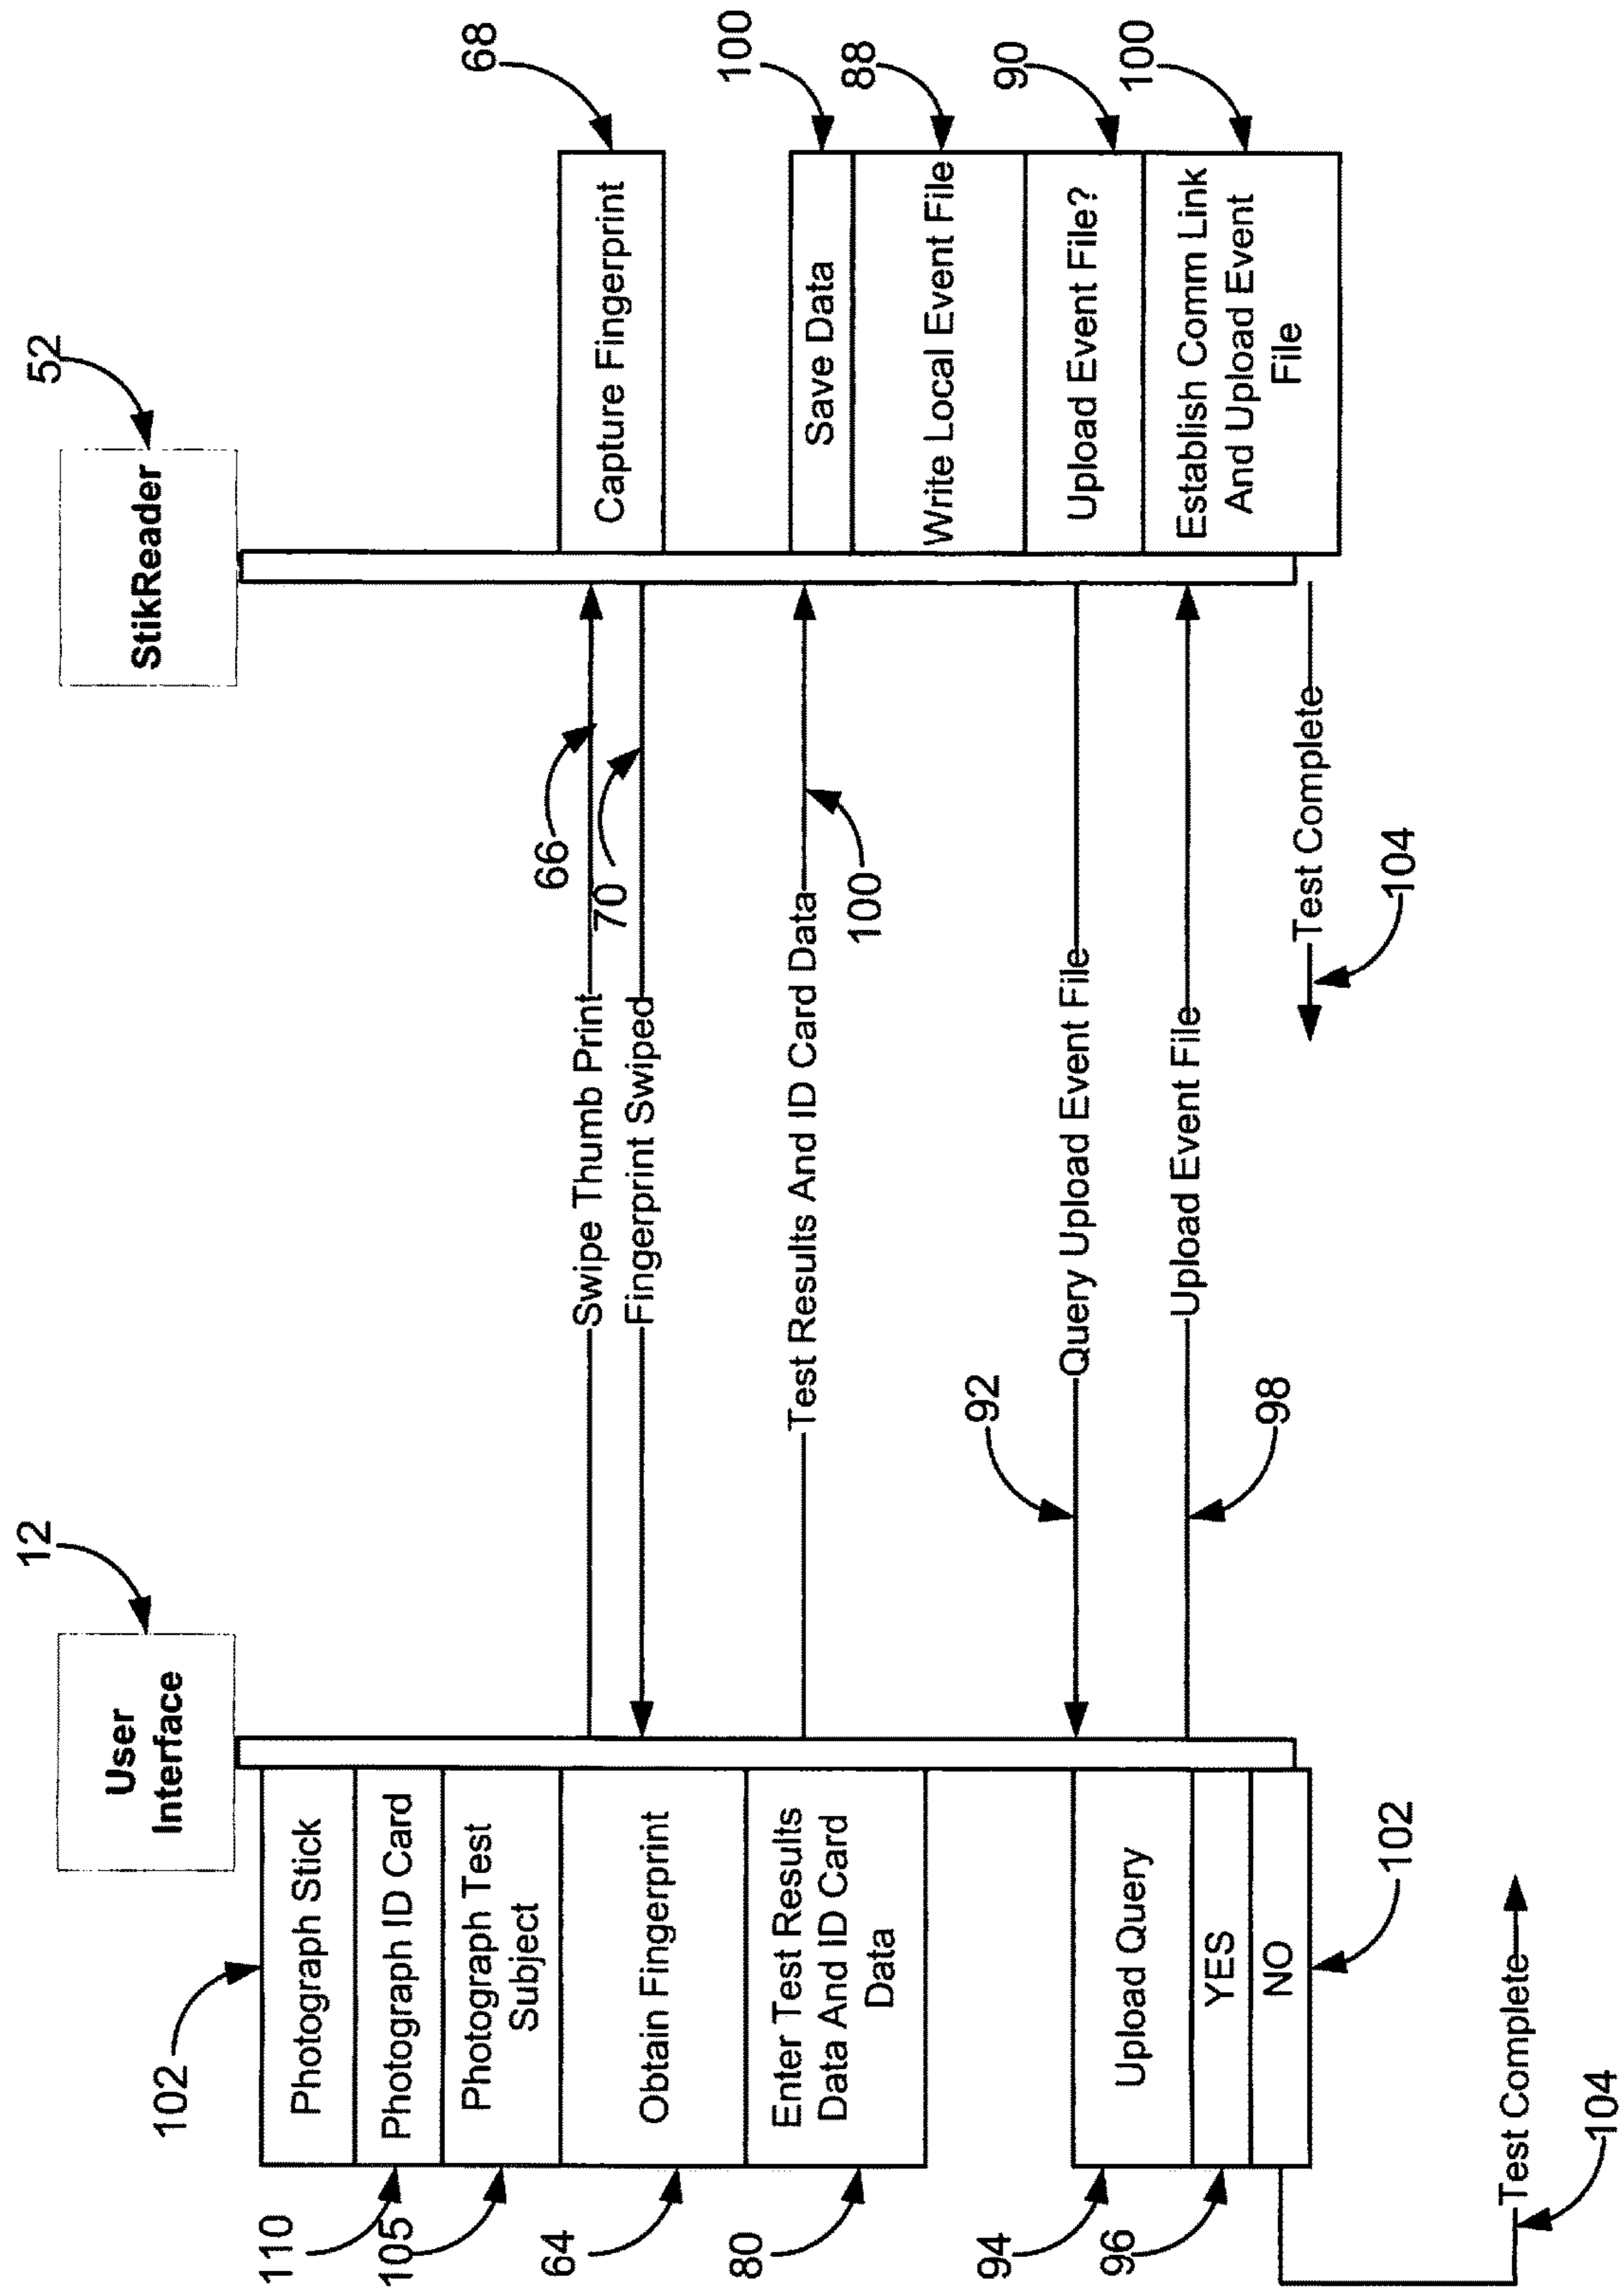 12
52
User
Interface
StikReader
102
Photograph Stick
110
Photograph ID Card
105
Photograph Test
Subject
64
Obtain Fingerprint
Swipe Thumb Print
66
Capture Fingerprint
68
Fingerprint Swiped
70
80
Enter Test Results
Data And ID Card
Data
Test Results And ID Card Data
100
Save Data
100
Write Local Event File
88
94
Upload Query
92
Query Upload Event File
Upload Event File?
90
96
YES
98
Upload Event File
Establish Comm Link
And Upload Event
File
100
NO
102
Test Complete
104
Test Complete
104